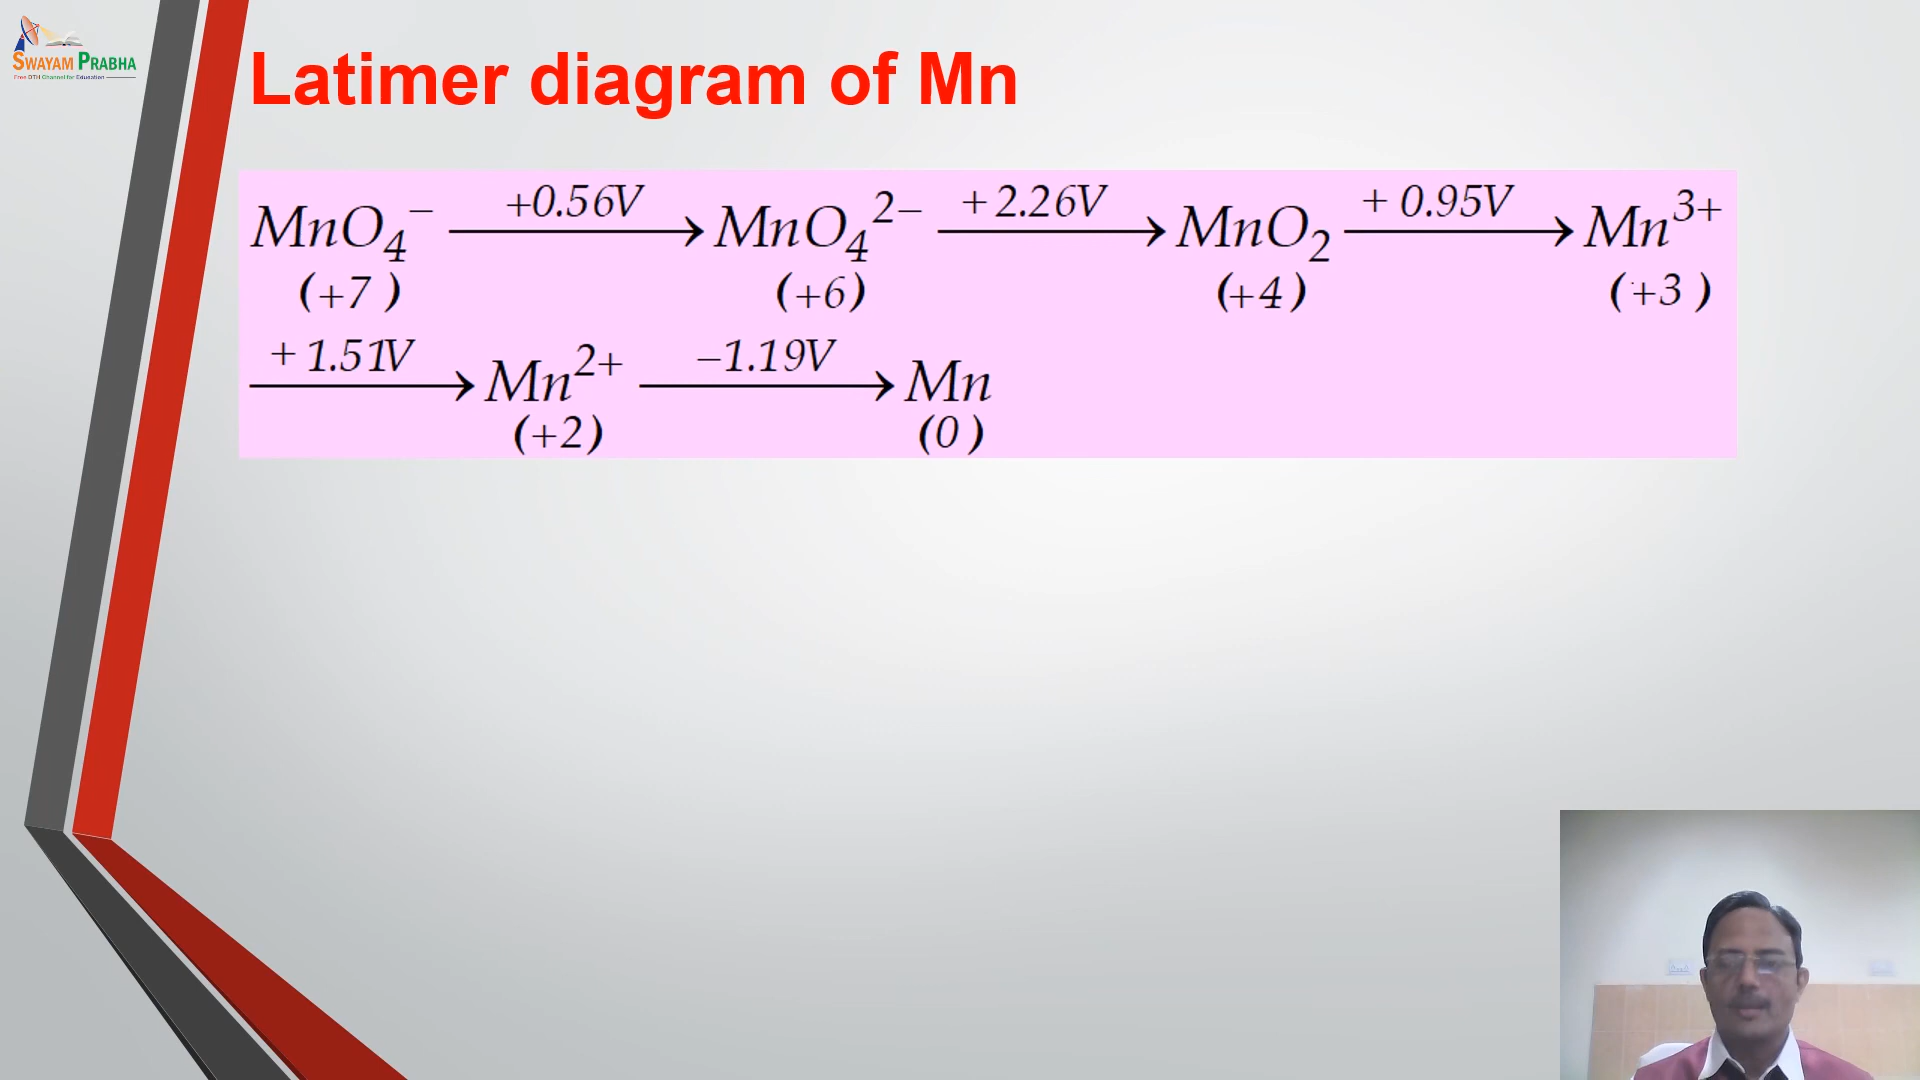 SWAYAM PRABHA
Free DTH Channel for Education
Latimer diagram of Mn
MnO₄⁻ —+0.56V→ MnO₄²⁻ —+2.26V→ MnO₂ —+ 0.95V→ Mn³⁺
(+7 ) (+6) (+4) (+3 )
—+ 1.51V→ Mn²⁺ —–1.19V→ Mn
(+2) (0 )